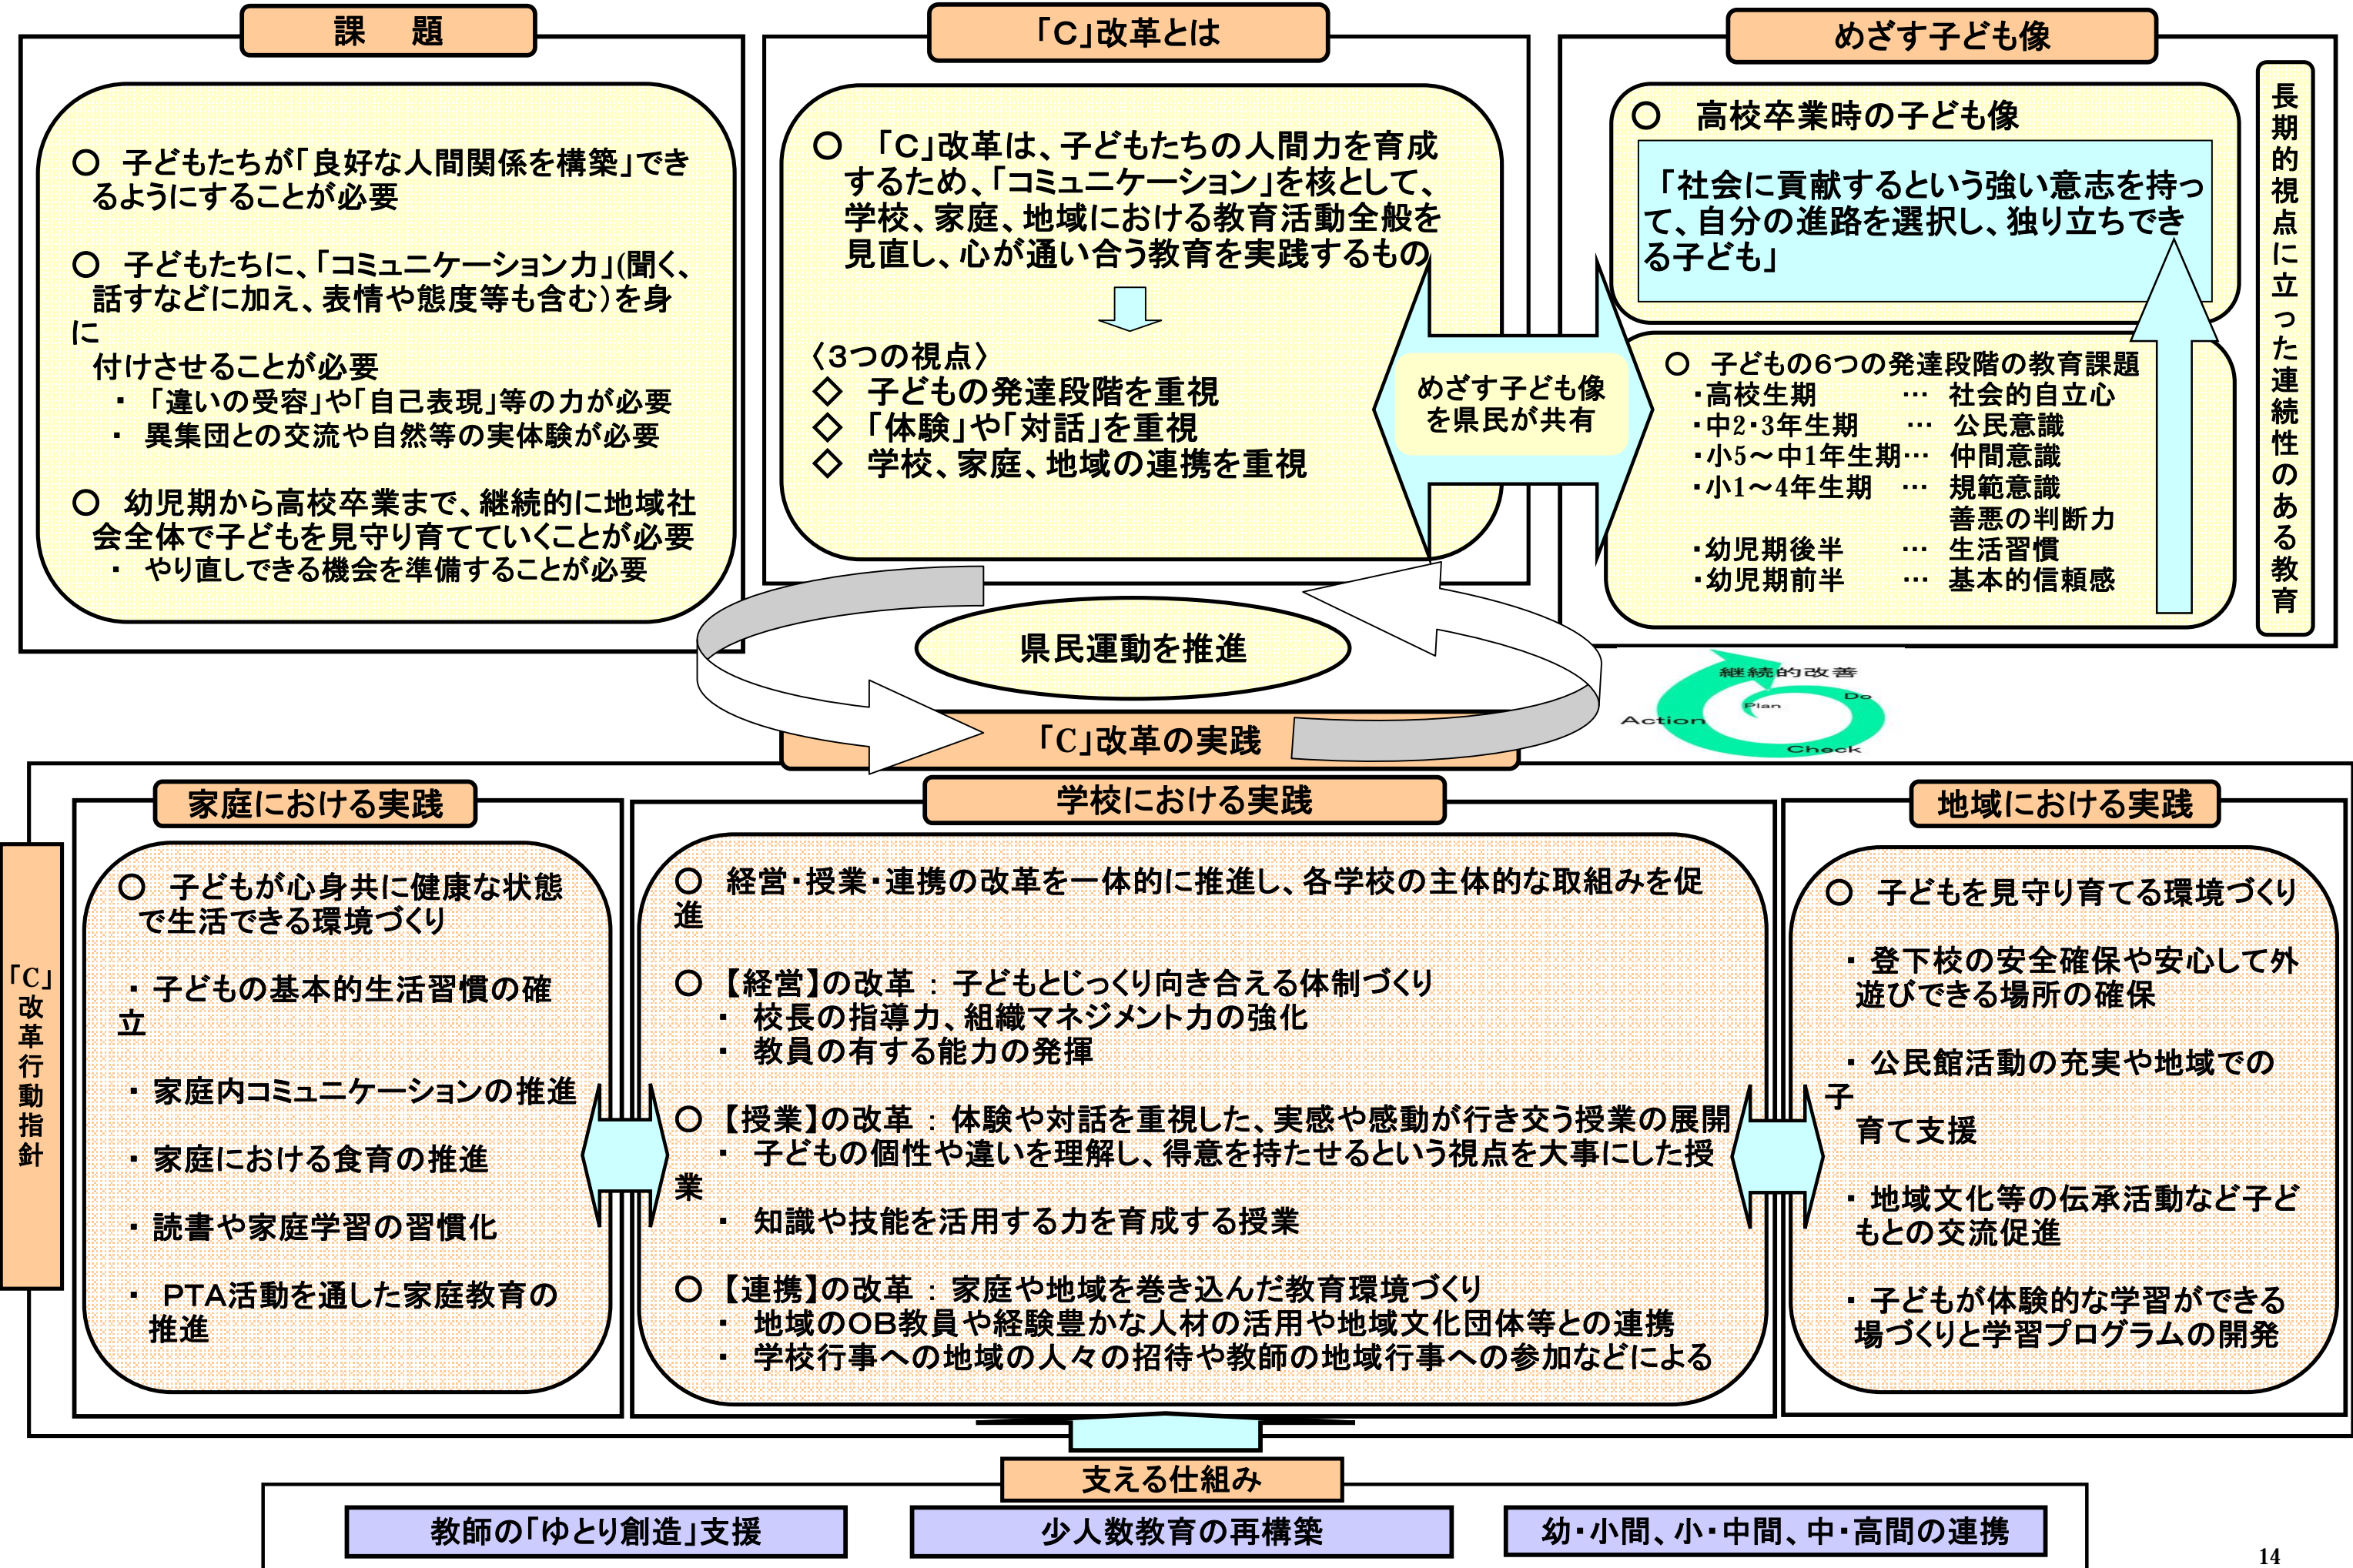 課　題
○　子どもたちが「良好な人間関係を構築」でき
るようにすることが必要
○　子どもたちに、「コミュニケーション力」(聞く、
話すなどに加え、表情や態度等も含む)を身
に
付けさせることが必要
・　「違いの受容」や「自己表現」等の力が必要
・　異集団との交流や自然等の実体験が必要
○　幼児期から高校卒業まで、継続的に地域社
会全体で子どもを見守り育てていくことが必要
・　やり直しできる機会を準備することが必要
「C」改革とは
○　「C」改革は、子どもたちの人間力を育成
するため、「コミュニケーション」を核として、
学校、家庭、地域における教育活動全般を
見直し、心が通い合う教育を実践するもの
〈3つの視点〉
◇　子どもの発達段階を重視
◇　「体験」や「対話」を重視
◇　学校、家庭、地域の連携を重視
めざす子ども像
を県民が共有
めざす子ども像
○　高校卒業時の子ども像
「社会に貢献するという強い意志を持っ
て、自分の進路を選択し、独り立ちでき
る子ども」
○　子どもの6つの発達段階の教育課題
・高校生期　…　社会的自立心
・中2・3年生期　…　公民意識
・小5～中1年生期…　仲間意識
・小1～4年生期　…　規範意識
善悪の判断力
・幼児期後半　…　生活習慣
・幼児期前半　…　基本的信頼感
長期的視点に立った連続性のある教育
県民運動を推進
継続的改善
Plan
Do
Action
Check
「C」改革の実践
「C」改革行動指針
家庭における実践
○　子どもが心身共に健康な状態
で生活できる環境づくり
・ 子どもの基本的生活習慣の確
立
・ 家庭内コミュニケーションの推進
・ 家庭における食育の推進
・ 読書や家庭学習の習慣化
・　PTA活動を通した家庭教育の
推進
学校における実践
○　経営・授業・連携の改革を一体的に推進し、各学校の主体的な取組みを促
進
○ 【経営】の改革 : 子どもとじっくり向き合える体制づくり
・　校長の指導力、組織マネジメント力の強化
・　教員の有する能力の発揮
○ 【授業】の改革 : 体験や対話を重視した、実感や感動が行き交う授業の展開
・　子どもの個性や違いを理解し、得意を持たせるという視点を大事にした授
業
・　知識や技能を活用する力を育成する授業
○ 【連携】の改革 : 家庭や地域を巻き込んだ教育環境づくり
・　地域のOB教員や経験豊かな人材の活用や地域文化団体等との連携
・　学校行事への地域の人々の招待や教師の地域行事への参加などによる
地域における実践
○　子どもを見守り育てる環境づくり
・ 登下校の安全確保や安心して外
遊びできる場所の確保
・ 公民館活動の充実や地域での
子
育て支援
・ 地域文化等の伝承活動など子ど
もとの交流促進
・ 子どもが体験的な学習ができる
場づくりと学習プログラムの開発
支える仕組み
教師の「ゆとり創造」支援
少人数教育の再構築
幼・小間、小・中間、中・高間の連携
14